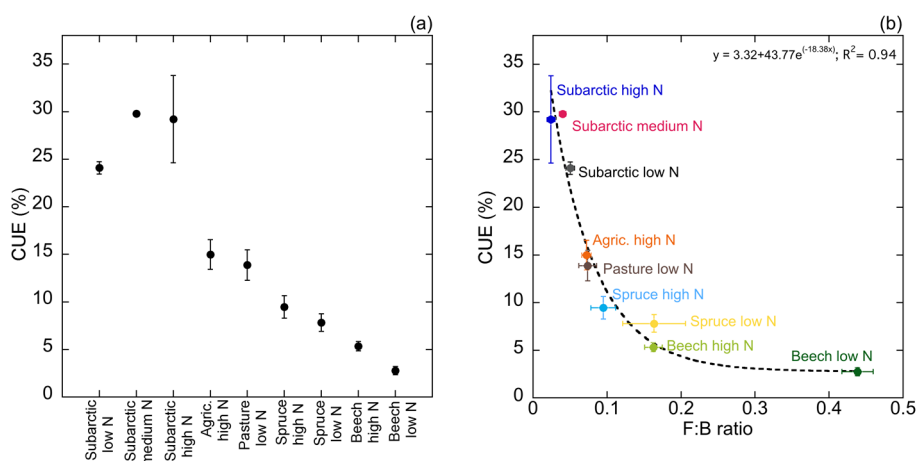 (a)
35
30
25
20
15
10
5
0
CUE (%)
Subarctic
low N
Subarctic
medium N
Subarctic
high N
Agric.
high N
Pasture
low N
Spruce
high N
Spruce
low N
Beech
high N
Beech
low N
(b)
y = 3.32+43.77e^(-18.38x); R²= 0.94
35
30
25
20
15
10
5
0
CUE (%)
Subarctic high N
Subarctic medium N
Subarctic low N
Agric. high N
Pasture low N
Spruce high N
Spruce low N
Beech high N
Beech low N
0 0.1 0.2 0.3 0.4 0.5
F:B ratio